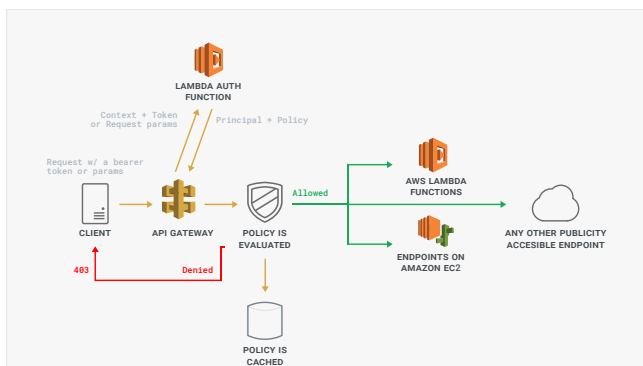 LAMBDA AUTH
FUNCTION
Context + Token
or Request params
Principal + Policy
Request w/ a bearer
token or params
Allowed
AWS LAMBDA
FUNCTIONS
CLIENT
API GATEWAY
POLICY IS
EVALUATED
ANY OTHER PUBLICITY
ACCESIBLE ENDPOINT
ENDPOINTS ON
AMAZON EC2
403
Denied
POLICY IS
CACHED